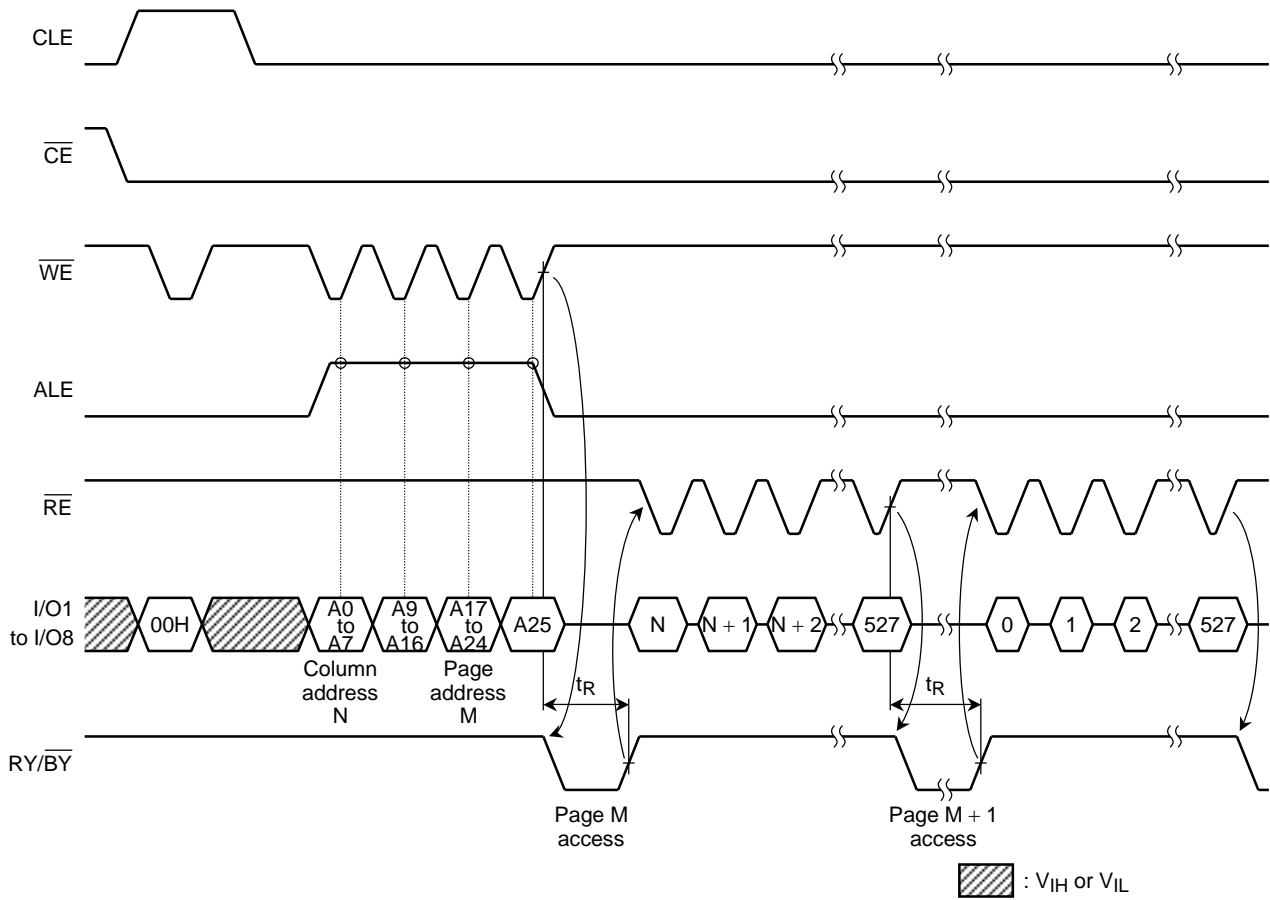 CLE
CE
WE
ALE
RE
I/O1
to I/O8
00H
A0
to
A7
A9
to
A16
A17
to
A24
A25
N
N + 1
N + 2
527
0
1
2
527
Column
address
N
Page
address
M
tR
tR
RY/BY
Page M
access
Page M + 1
access
: VIH or VIL